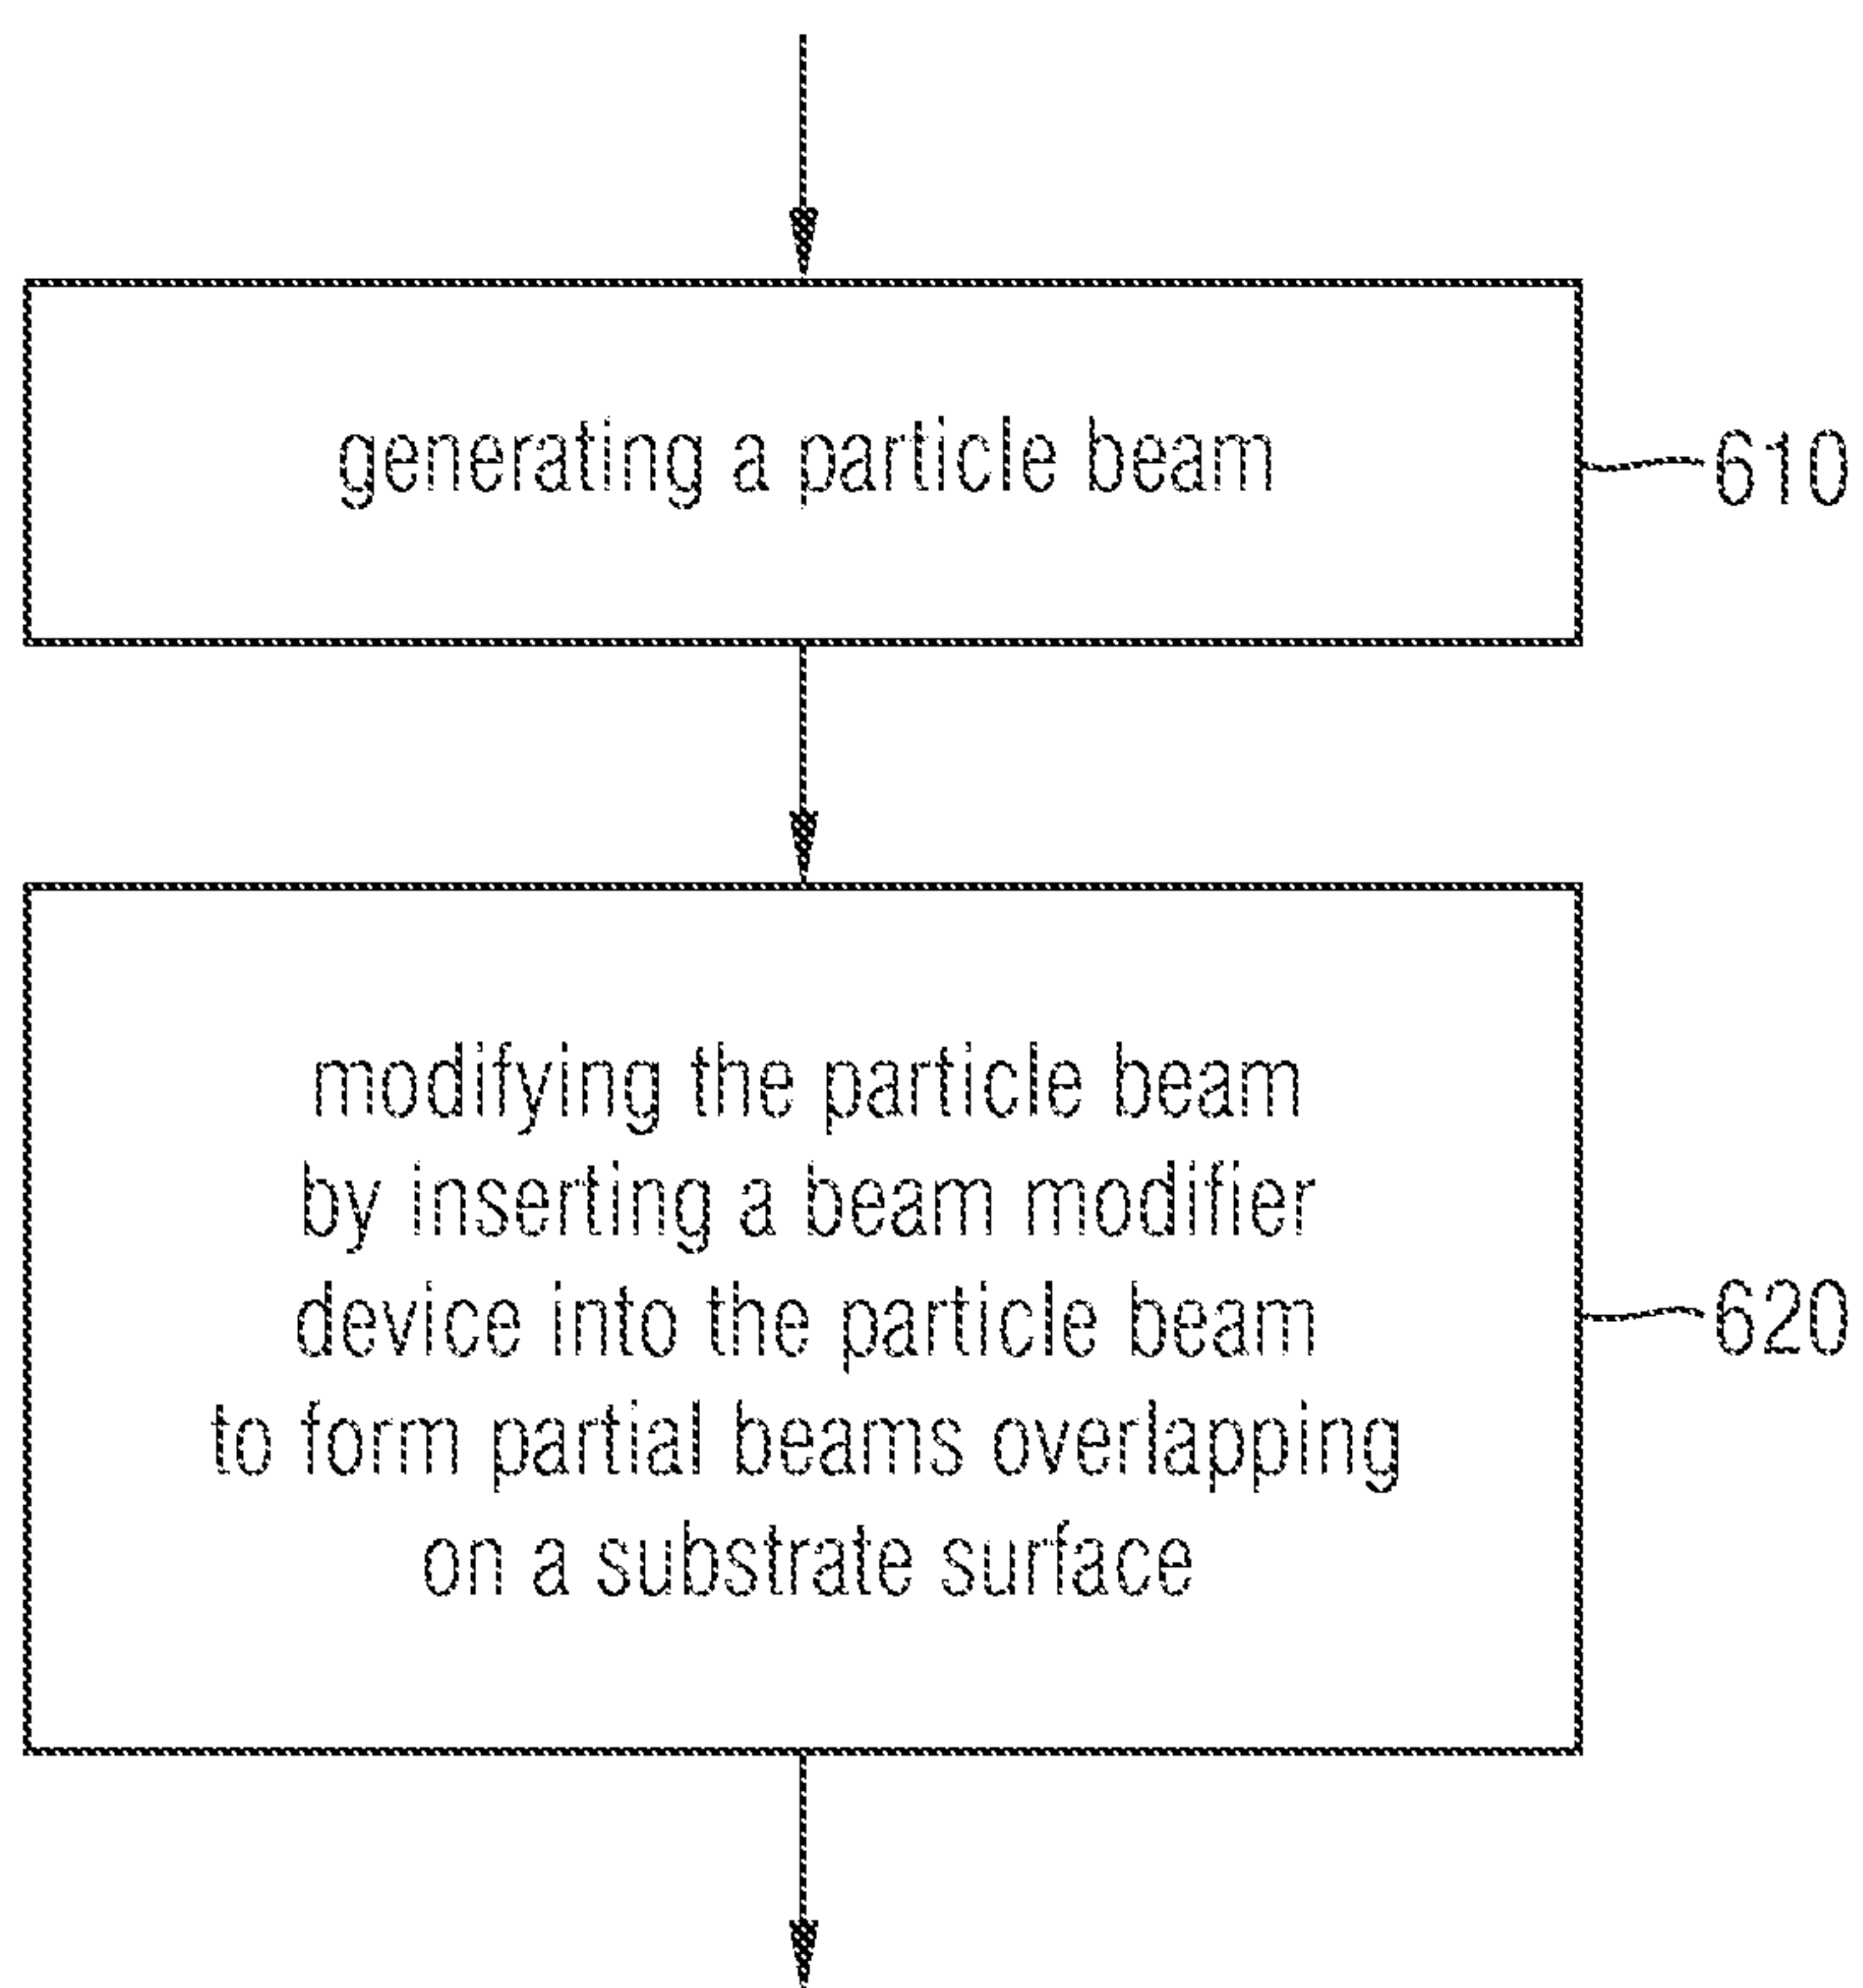 generating a particle beam
610
modifying the particle beam
by inserting a beam modifier
device into the particle beam
to form partial beams overlapping
on a substrate surface
620